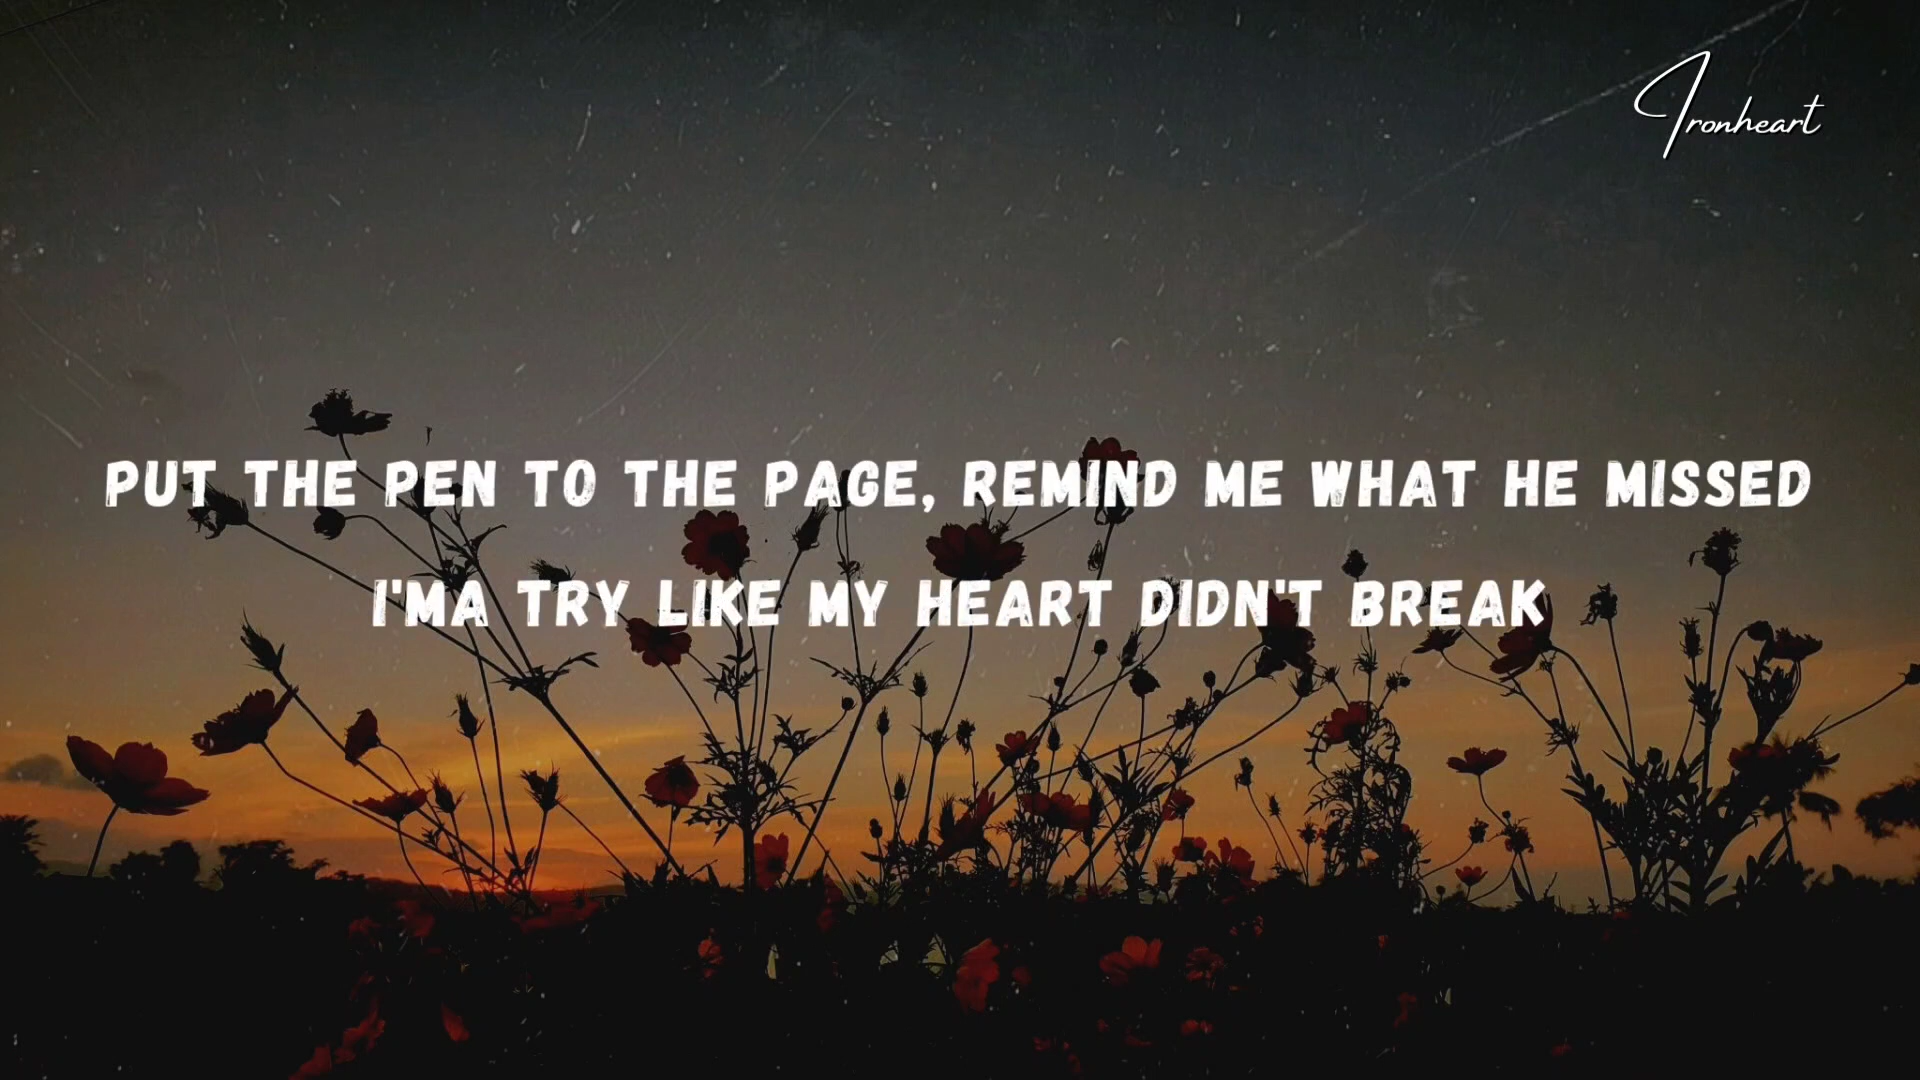 Ironheart
PUT THE PEN TO THE PAGE, REMIND ME WHAT HE MISSED
I'MA TRY LIKE MY HEART DIDN'T BREAK